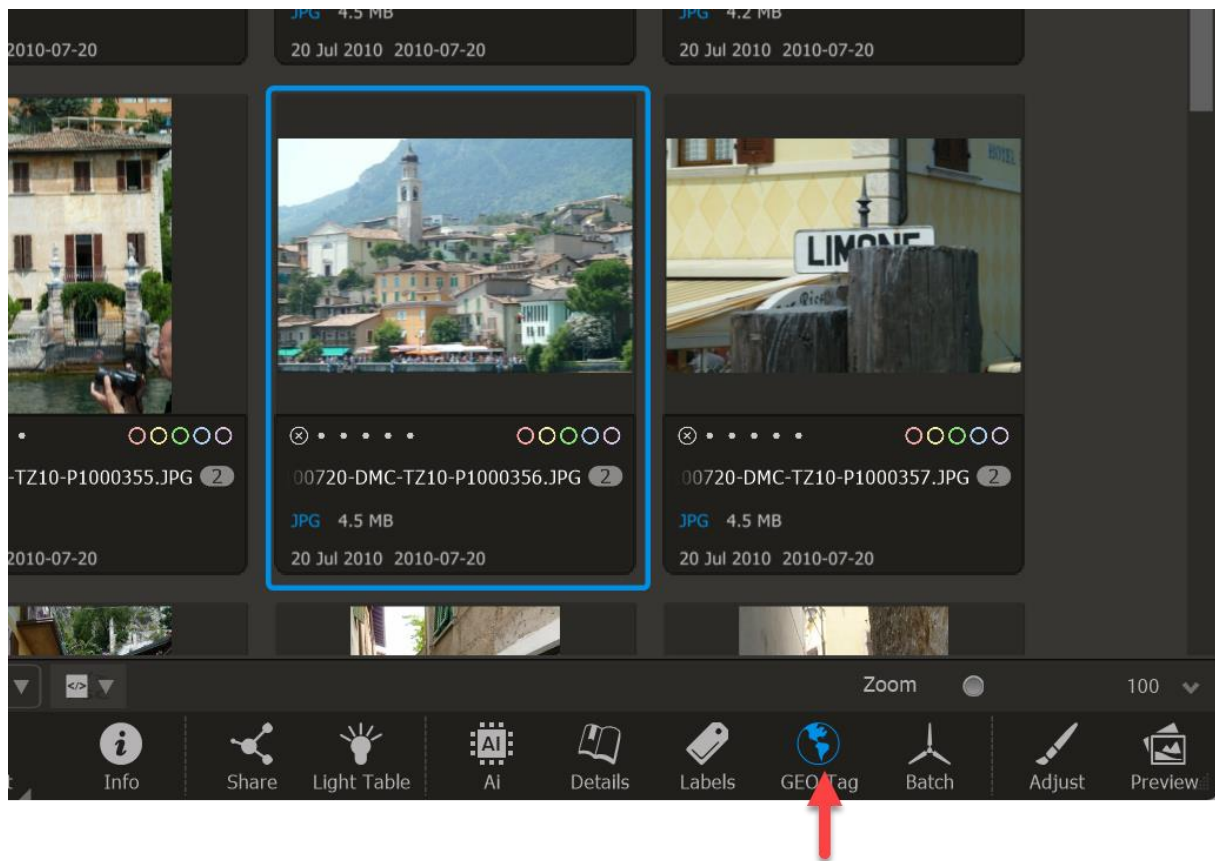 JPG 4.5 MB
JPG 4.2 MB
2010-07-20
20 Jul 2010 2010-07-20
20 Jul 2010 2010-07-20
HOTEL
LIMONE
-TZ10-P1000355.JPG 2
00720-DMC-TZ10-P1000356.JPG 2
00720-DMC-TZ10-P1000357.JPG 2
JPG 4.5 MB
JPG 4.5 MB
2010-07-20
20 Jul 2010 2010-07-20
20 Jul 2010 2010-07-20
Zoom 100
AI
Info
Share
Light Table
Ai
Details
Labels
GEO Tag
Batch
Adjust
Preview